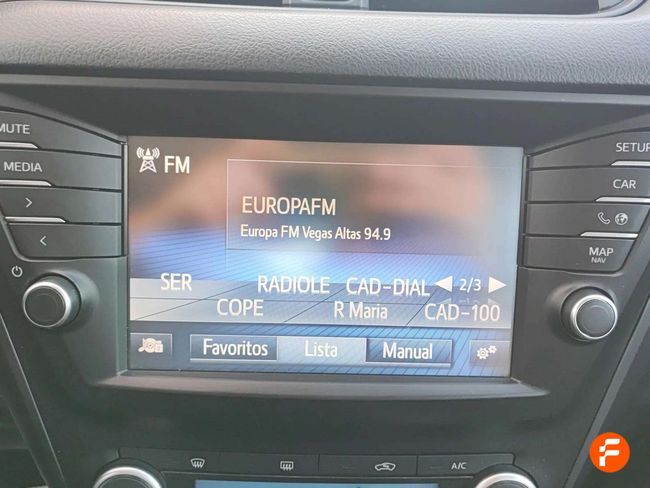 MUTE
MEDIA
SETUP
CAR
MAP
NAV
FM
EUROPAFM
Europa FM Vegas Altas 94.9
SER RADIOLE CAD-DIAL 2/3
COPE R Maria CAD-100
Favoritos Lista Manual
A/C